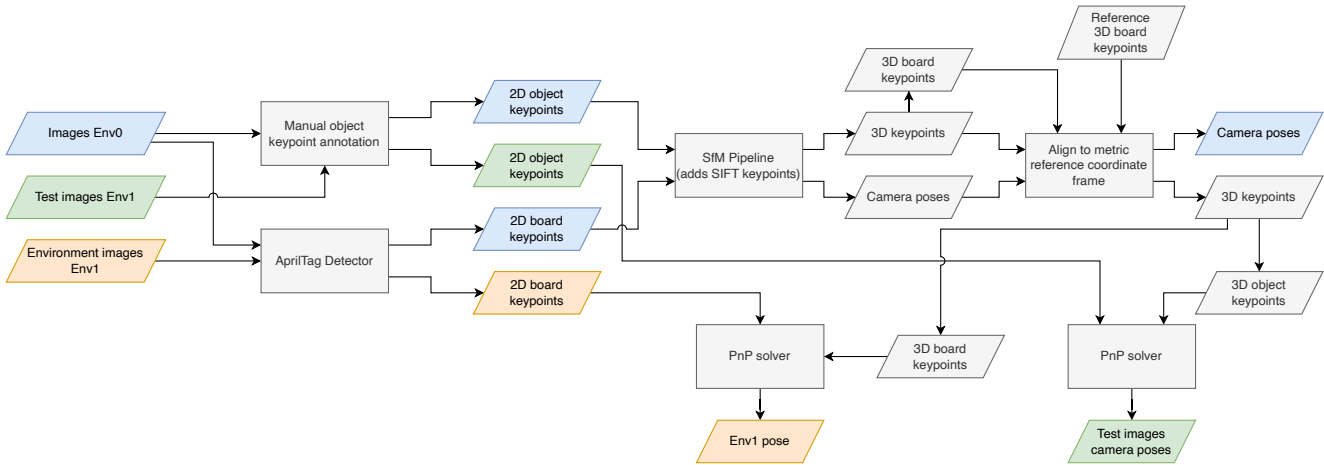 Reference
3D board
keypoints
3D board
keypoints
2D object
keypoints
Images Env0
Manual object
keypoint annotation
3D keypoints
Camera poses
SfM Pipeline
(adds SIFT keypoints)
Align to metric
reference coordinate
frame
2D object
keypoints
Test images Env1
Camera poses
3D keypoints
2D board
keypoints
Environment images
Env1
AprilTag Detector
2D board
keypoints
3D object
keypoints
PnP solver
3D board
keypoints
PnP solver
Env1 pose
Test images
camera poses